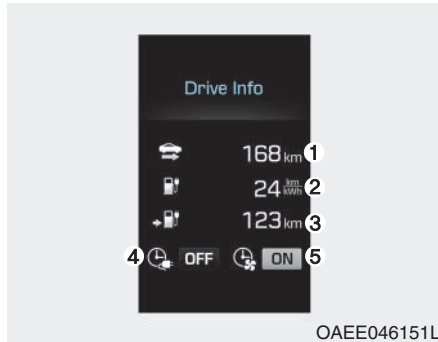 Drive Info
168 km 1
24 km/kWh 2
123 km 3
4 OFF ON 5
OAEE046151L